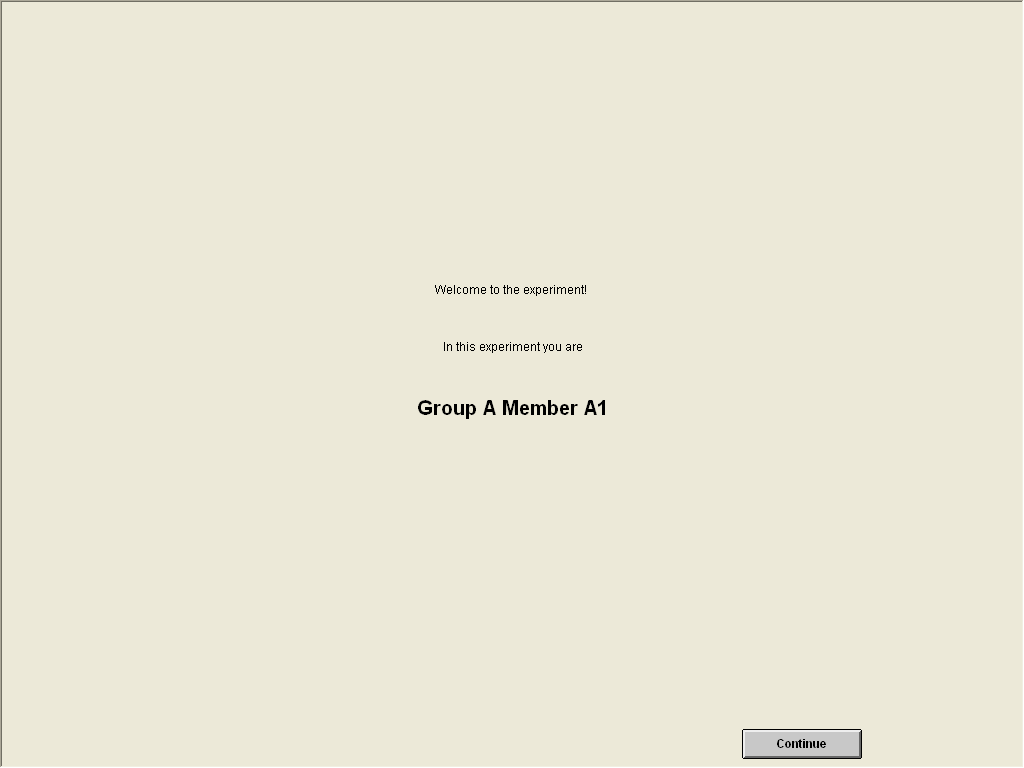 Welcome to the experiment!
In this experiment you are
Group A Member A1
Continue